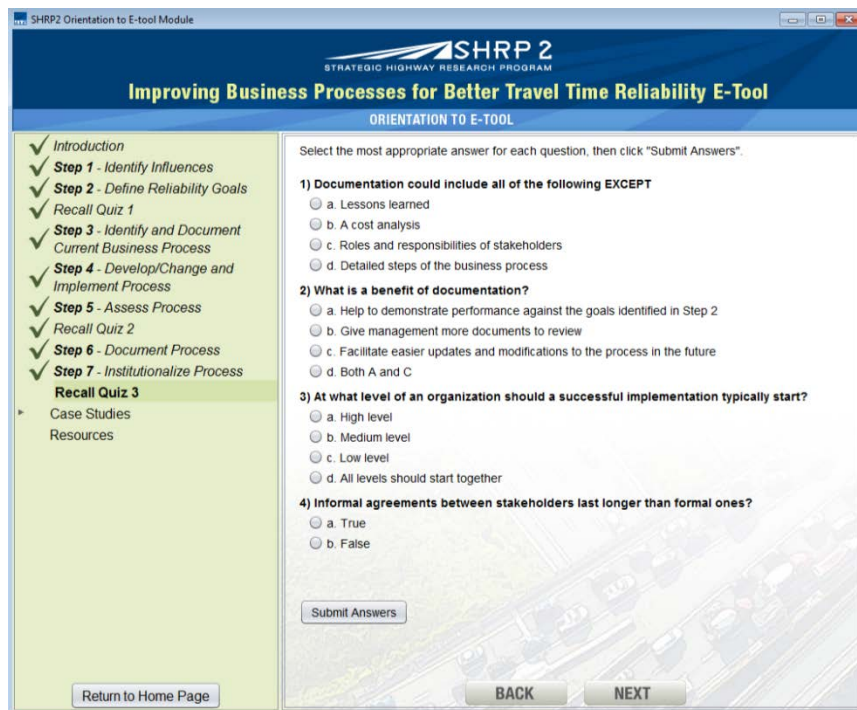 SHRP2 Orientation to E-tool Module
SHRP 2
STRATEGIC HIGHWAY RESEARCH PROGRAM
Improving Business Processes for Better Travel Time Reliability E-Tool
ORIENTATION TO E-TOOL
Introduction
Step 1 - Identify Influences
Step 2 - Define Reliability Goals
Recall Quiz 1
Step 3 - Identify and Document
Current Business Process
Step 4 - Develop/Change and
Implement Process
Step 5 - Assess Process
Recall Quiz 2
Step 6 - Document Process
Step 7 - Institutionalize Process
Recall Quiz 3
Case Studies
Resources
Return to Home Page
Select the most appropriate answer for each question, then click "Submit Answers".
1) Documentation could include all of the following EXCEPT
a. Lessons learned
b. A cost analysis
c. Roles and responsibilities of stakeholders
d. Detailed steps of the business process
2) What is a benefit of documentation?
a. Help to demonstrate performance against the goals identified in Step 2
b. Give management more documents to review
c. Facilitate easier updates and modifications to the process in the future
d. Both A and C
3) At what level of an organization should a successful implementation typically start?
a. High level
b. Medium level
c. Low level
d. All levels should start together
4) Informal agreements between stakeholders last longer than formal ones?
a. True
b. False
Submit Answers
BACK
NEXT